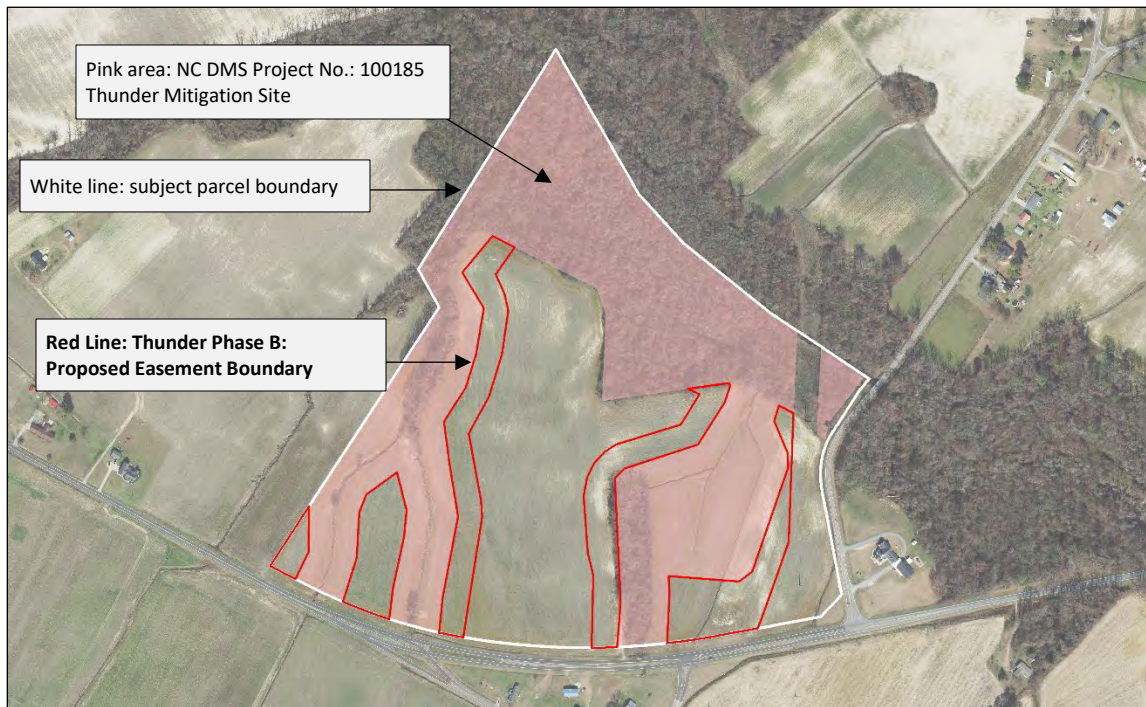 Pink area: NC DMS Project No.: 100185
Thunder Mitigation Site
White line: subject parcel boundary
Red Line: Thunder Phase B:
Proposed Easement Boundary